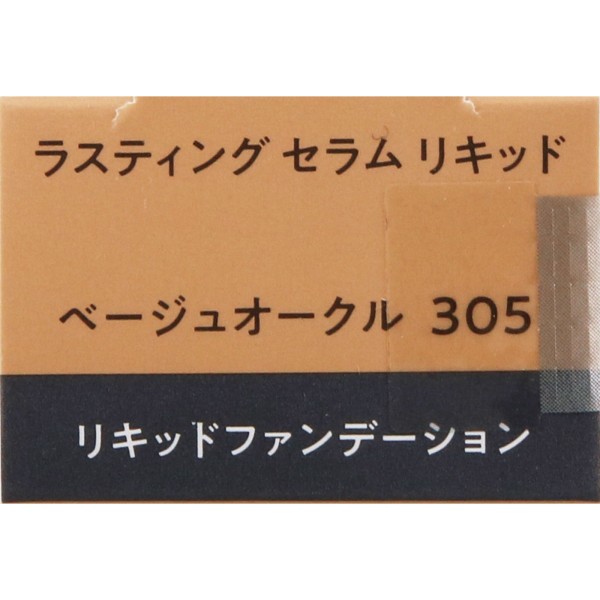 ラスティング セラム リキッド
ベージュオークル 305
リキッドファンデーション